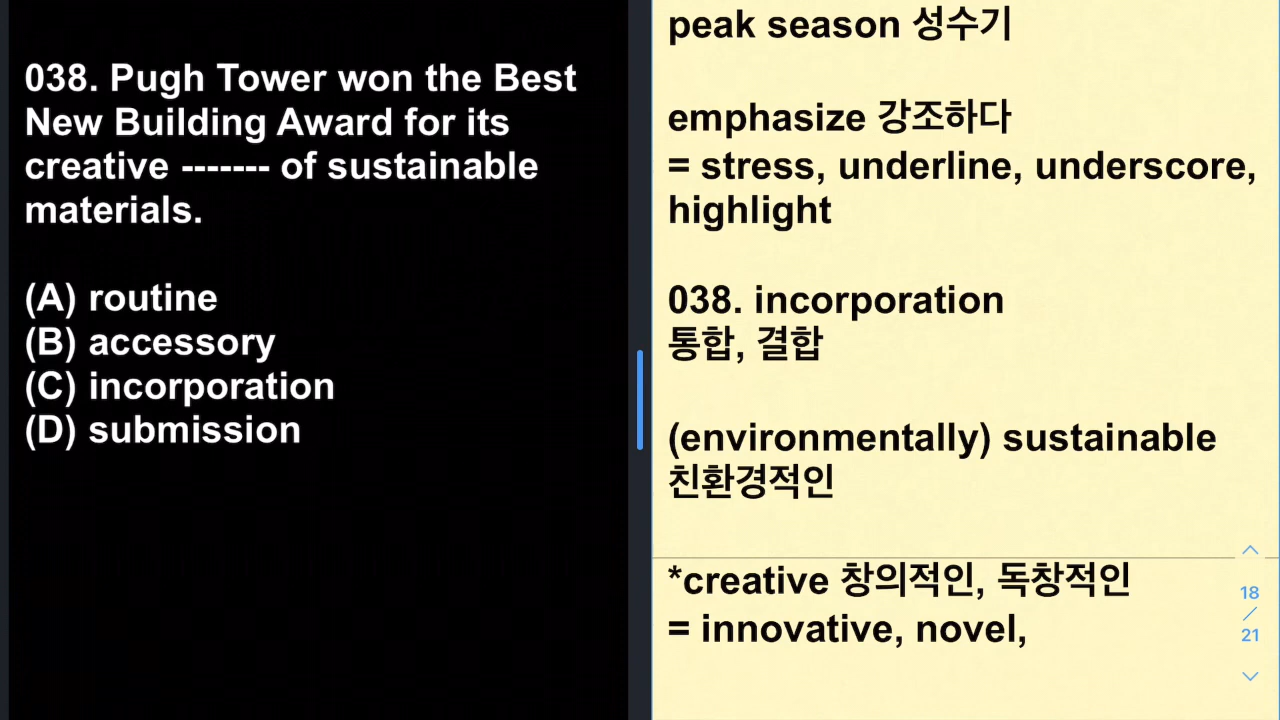 038. Pugh Tower won the Best
New Building Award for its
creative ------- of sustainable
materials.
(A) routine
(B) accessory
(C) incorporation
(D) submission
peak season 성수기
emphasize 강조하다
= stress, underline, underscore,
highlight
038. incorporation
통합, 결합
(environmentally) sustainable
친환경적인
*creative 창의적인, 독창적인
= innovative, novel,
18
/
21